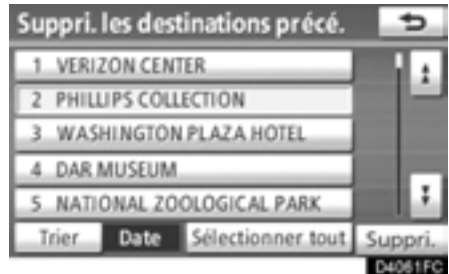 Suppri. les destinations précé.
1 VERIZON CENTER
2 PHILLIPS COLLECTION
3 WASHINGTON PLAZA HOTEL
4 DAR MUSEUM
5 NATIONAL ZOOLOGICAL PARK
Trier Date Sélectionner tout Suppri.
D4061FC